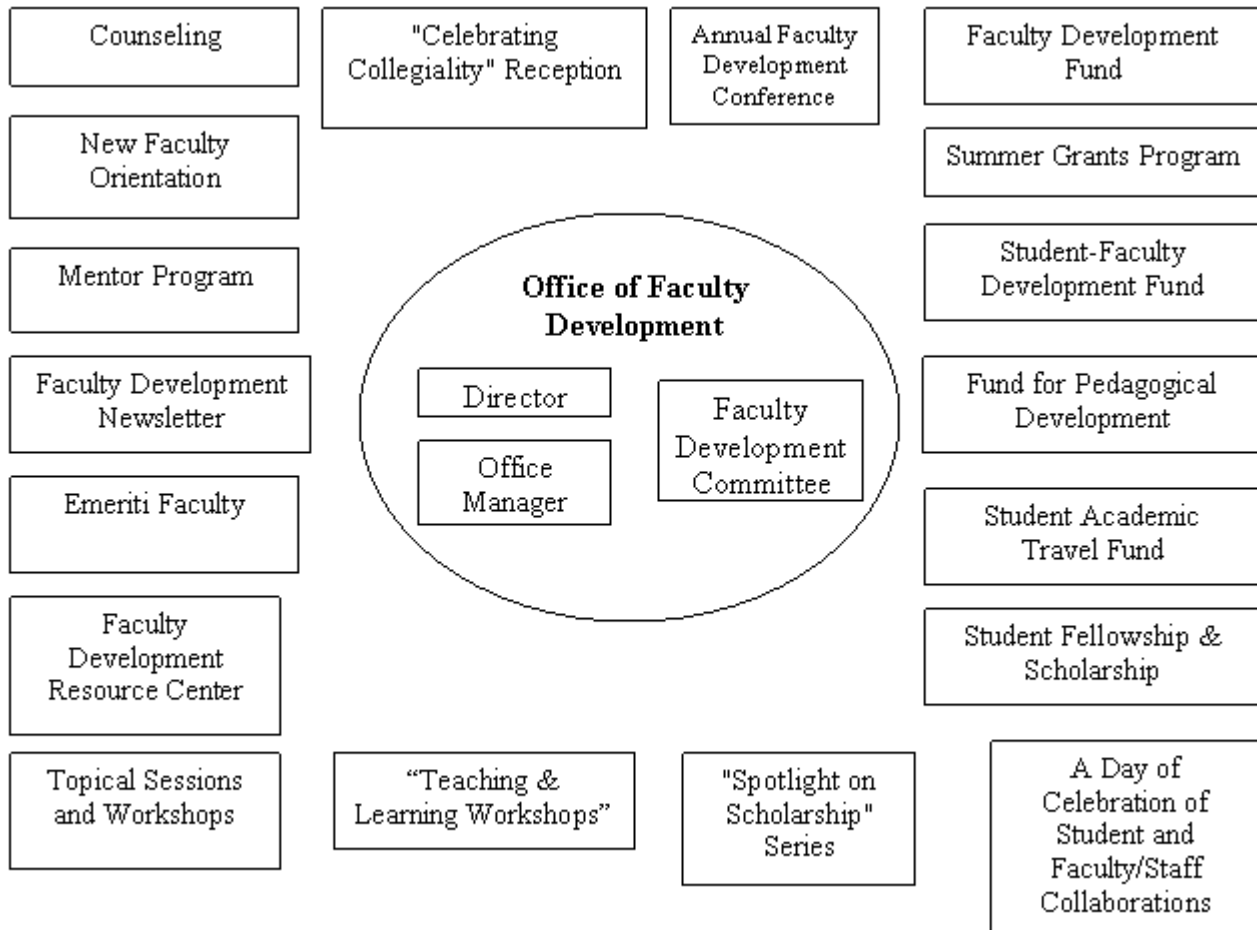 Counseling
"Celebrating
Collegiality" Reception
Annual Faculty
Development
Conference
Faculty Development
Fund
New Faculty
Orientation
Summer Grants Program
Mentor Program
Student-Faculty
Development Fund
Office of Faculty
Development
Director
Office
Manager
Faculty
Development
Committee
Faculty Development
Newsletter
Fund for Pedagogical
Development
Emeriti Faculty
Student Academic
Travel Fund
Faculty
Development
Resource Center
Student Fellowship &
Scholarship
Topical Sessions
and Workshops
“Teaching &
Learning Workshops”
"Spotlight on
Scholarship"
Series
A Day of
Celebration of
Student and
Faculty/Staff
Collaborations